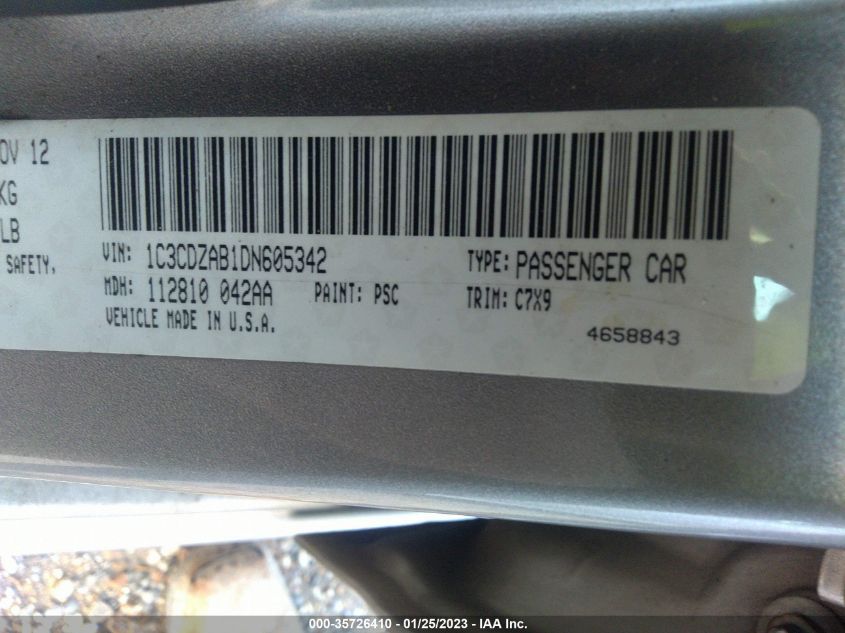 OV 12
KG
LB
SAFETY.
VIN: 1C3CDZAB1DN605342 TYPE: PASSENGER CAR
MDH: 112810 042AA PAINT: PSC TRIM: C7X9
VEHICLE MADE IN U.S.A.
4658843
000-35726410 - 01/25/2023 - IAA Inc.